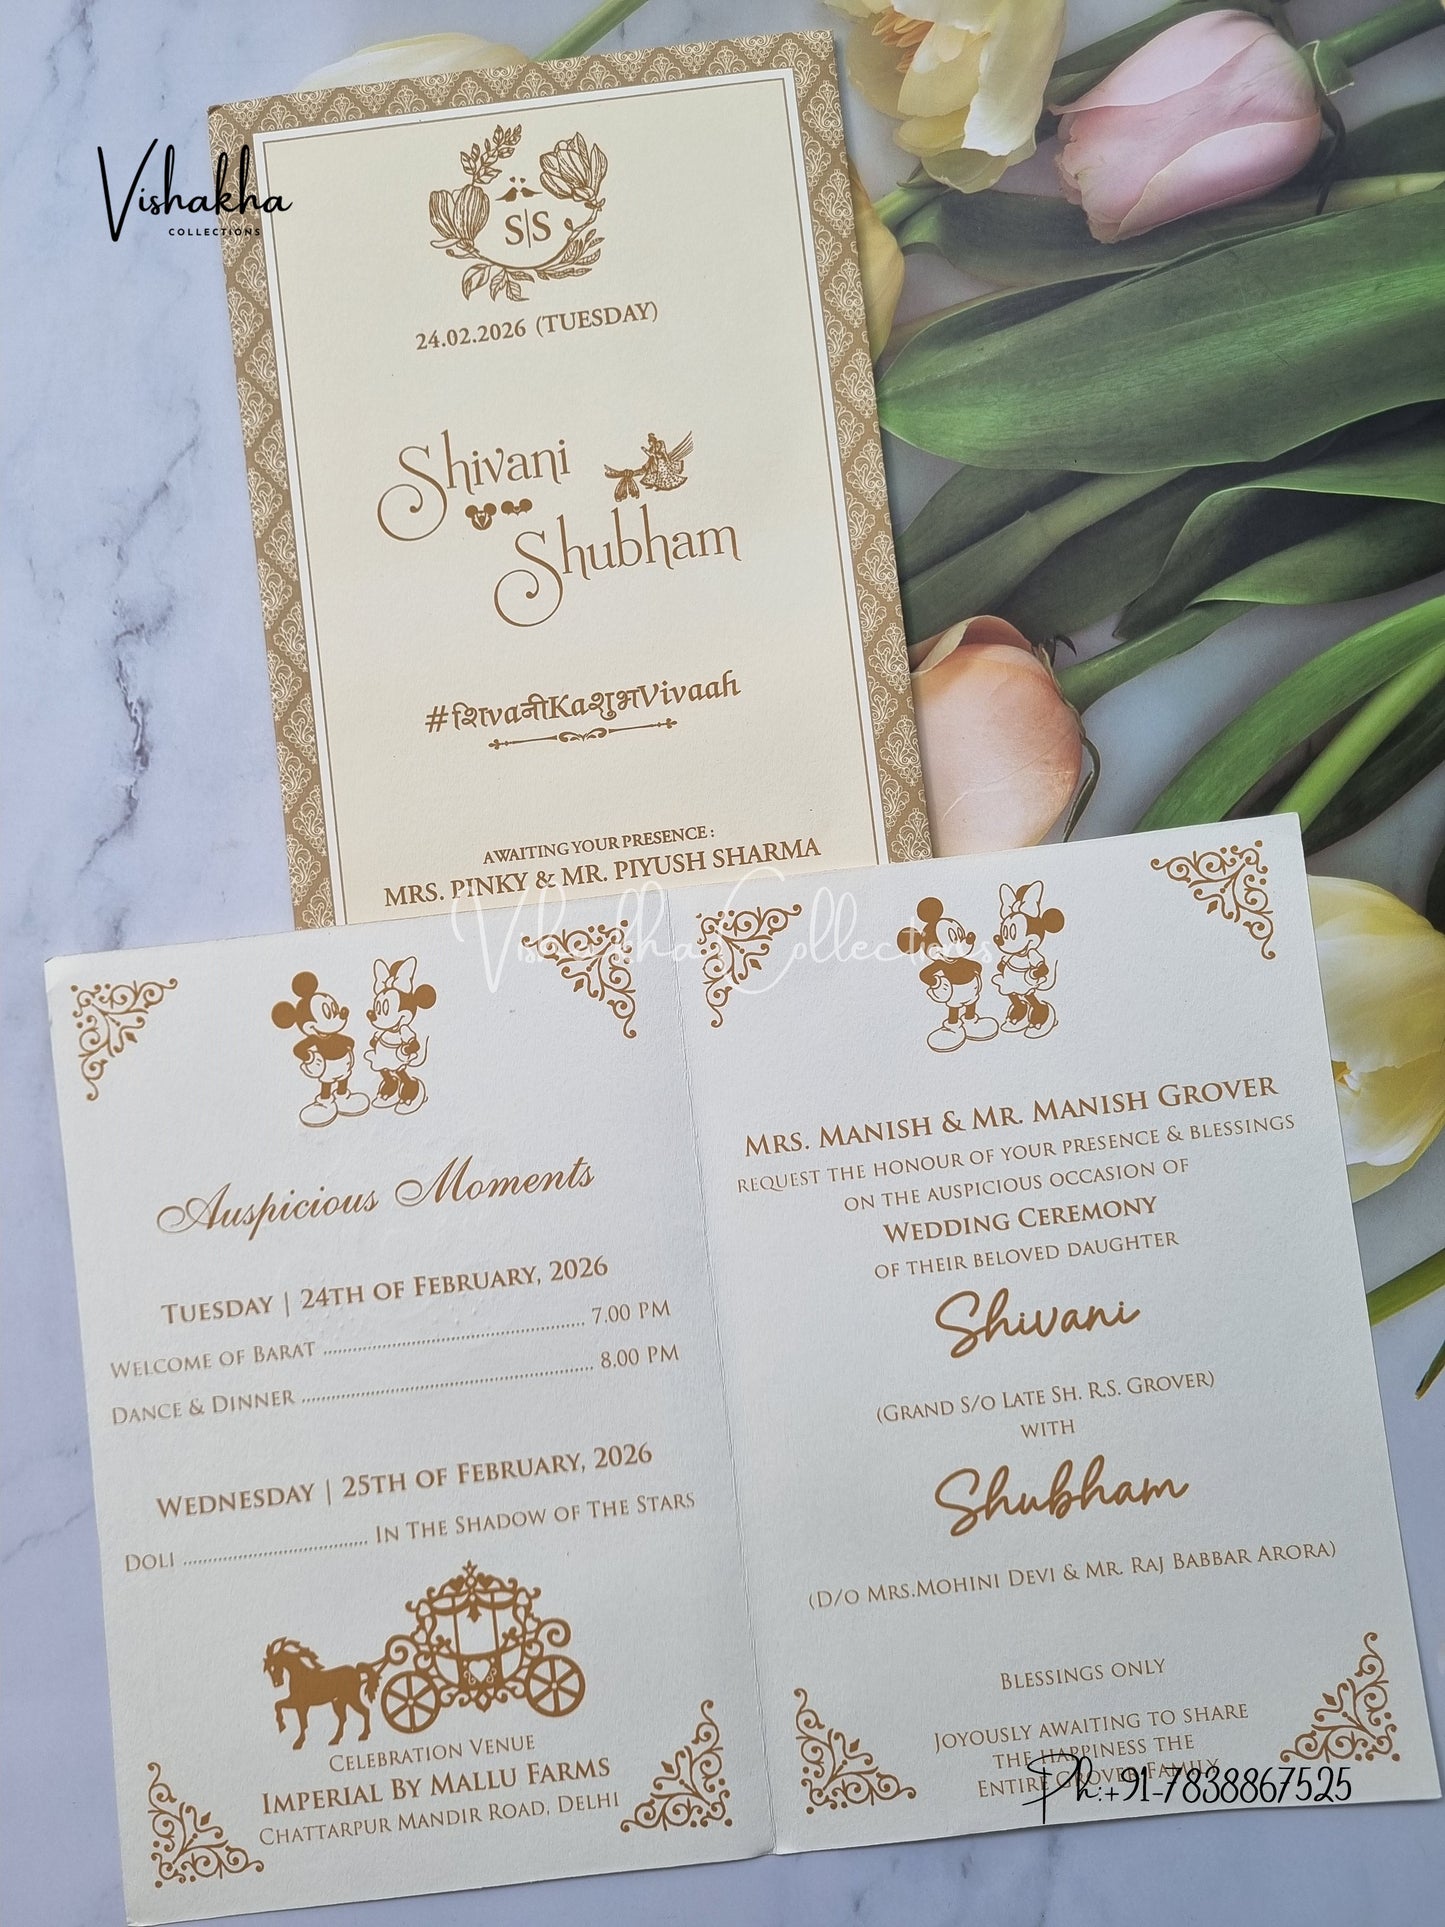 Vishakha
COLLECTIONS
S|S
24.02.2026 (TUESDAY)
Shivani
Shubham
#शिvaनीKaशुभVivaah
AWAITING YOUR PRESENCE :
MRS. PINKY & MR. PIYUSH SHARMA
Vishakha Collections
Auspicious Moments
TUESDAY | 24TH OF FEBRUARY, 2026
WELCOME OF BARAT ........................................ 7.00 PM
DANCE & DINNER ............................................. 8.00 PM
WEDNESDAY | 25TH OF FEBRUARY, 2026
DOLI ............................ IN THE SHADOW OF THE STARS
CELEBRATION VENUE
IMPERIAL BY MALLU FARMS
CHATTARPUR MANDIR ROAD, DELHI
MRS. MANISH & MR. MANISH GROVER
REQUEST THE HONOUR OF YOUR PRESENCE & BLESSINGS
ON THE AUSPICIOUS OCCASION OF
WEDDING CEREMONY
OF THEIR BELOVED DAUGHTER
Shivani
(GRAND S/O LATE SH. R.S. GROVER)
WITH
Shubham
(D/O MRS.MOHINI DEVI & MR. RAJ BABBAR ARORA)
BLESSINGS ONLY
JOYOUSLY AWAITING TO SHARE
THE HAPPINESS THE
ENTIRE GROVER FAMILY
Ph:+91-7838867525